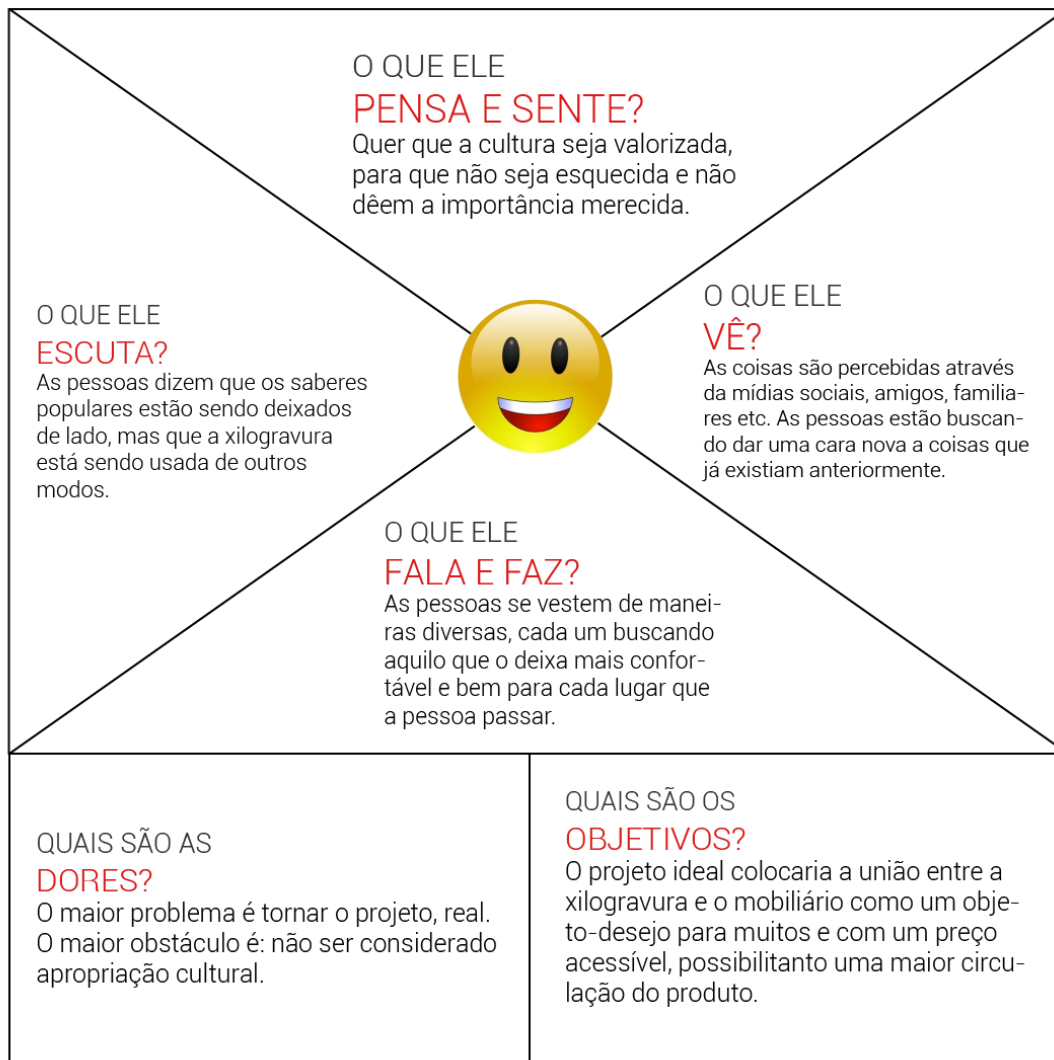 O QUE ELE
PENSA E SENTE?
Quer que a cultura seja valorizada,
para que não seja esquecida e não
dêem a importância merecida.
O QUE ELE
ESCUTA?
As pessoas dizem que os saberes
populares estão sendo deixados
de lado, mas que a xilogravura
está sendo usada de outros
modos.
O QUE ELE
VÊ?
As coisas são percebidas através
da mídias sociais, amigos, familia-
res etc. As pessoas estão buscan-
do dar uma cara nova a coisas que
já existiam anteriormente.
O QUE ELE
FALA E FAZ?
As pessoas se vestem de manei-
ras diversas, cada um buscando
aquilo que o deixa mais confor-
tável e bem para cada lugar que
a pessoa passar.
QUAIS SÃO AS
DORES?
O maior problema é tornar o projeto, real.
O maior obstáculo é: não ser considerado
apropriação cultural.
QUAIS SÃO OS
OBJETIVOS?
O projeto ideal colocaria a união entre a
xilogravura e o mobiliário como um obje-
to-desejo para muitos e com um preço
acessível, possibilitanto uma maior circu-
lação do produto.